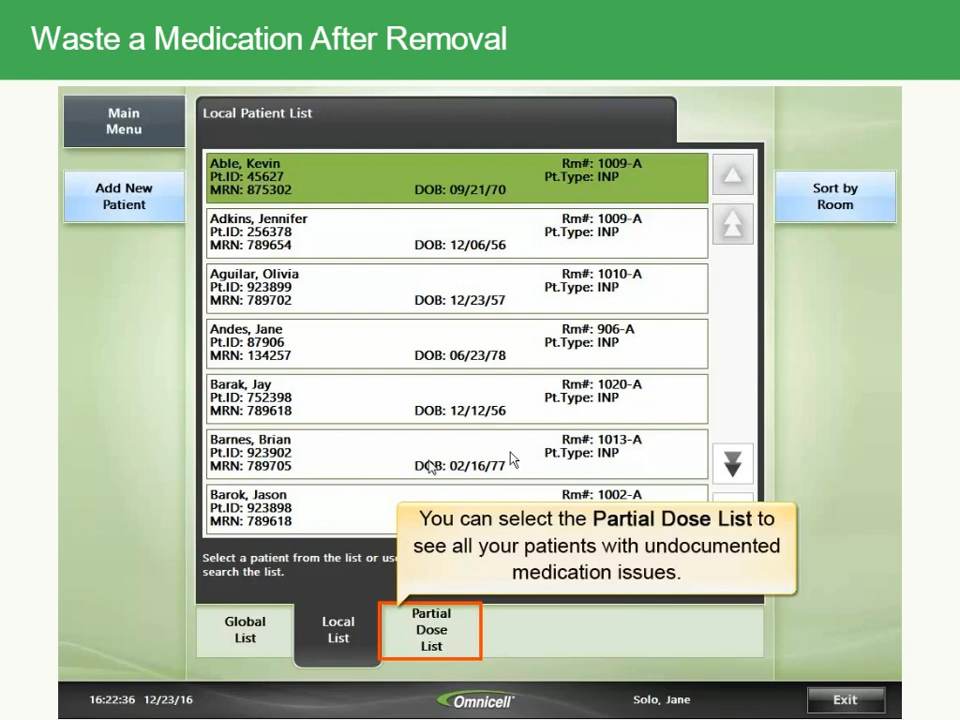 Waste a Medication After Removal
Main
Menu
Local Patient List
Add New
Patient
Sort by
Room
Able, Kevin Rm#: 1009-A
Pt.ID: 45627 Pt.Type: INP
MRN: 875302 DOB: 09/21/70
Adkins, Jennifer Rm#: 1009-A
Pt.ID: 256378 Pt.Type: INP
MRN: 789654 DOB: 12/06/56
Aguilar, Olivia Rm#: 1010-A
Pt.ID: 923899 Pt.Type: INP
MRN: 789702 DOB: 12/23/57
Andes, Jane Rm#: 906-A
Pt.ID: 87906 Pt.Type: INP
MRN: 134257 DOB: 06/23/78
Barak, Jay Rm#: 1020-A
Pt.ID: 752398 Pt.Type: INP
MRN: 789618 DOB: 12/12/56
Barnes, Brian Rm#: 1013-A
Pt.ID: 923902 Pt.Type: INP
MRN: 789705 DOB: 02/16/77
Barok, Jason Rm#: 1002-A
Pt.ID: 923898
MRN: 789618
You can select the Partial Dose List to
see all your patients with undocumented
medication issues.
Select a patient from the list or
search the list.
Global
List
Local
List
Partial
Dose
List
16:22:36 12/23/16 Omnicell Solo, Jane Exit